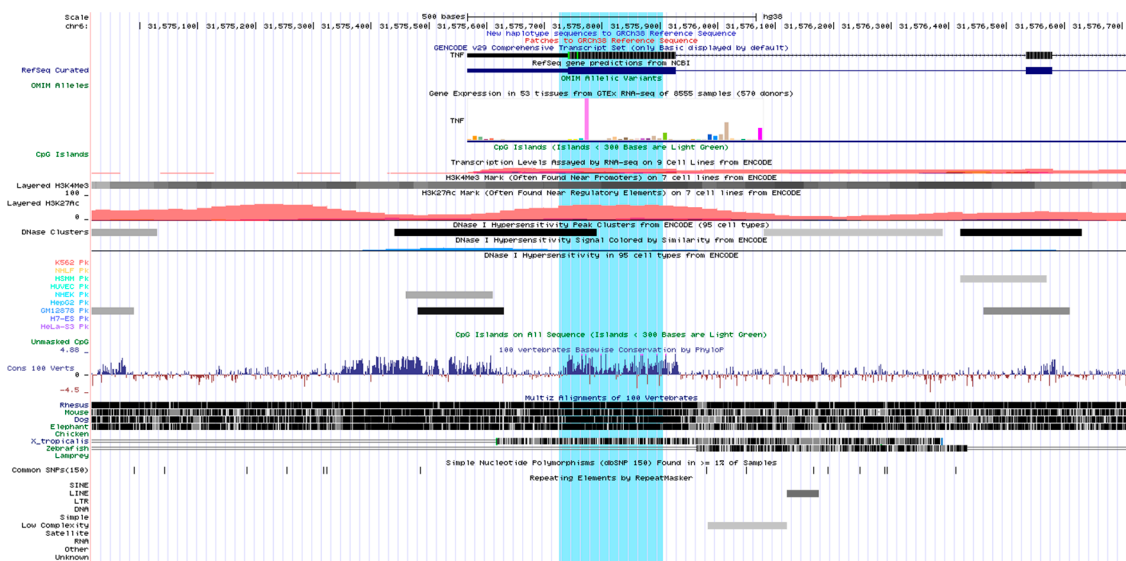 Scale 500 bases hg38
chr6: 31,575,100 31,575,200 31,575,300 31,575,400 31,575,500 31,575,600 31,575,700 31,575,800 31,575,900 31,576,000 31,576,100 31,576,200 31,576,300 31,576,400 31,576,500 31,576,600 31,576,700
New haplotype sequences to GRCh38 Reference Sequence
Patches to GRCh38 Reference Sequence
GENCODE v29 Comprehensive Transcript Set (only Basic displayed by default)
TNF
RefSeq gene predictions from NCBI
RefSeq Curated
OMIM Allelic Variants
OMIM Alleles
Gene Expression in 53 tissues from GTEx RNA-seq of 8555 samples (570 donors)
TNF
CpG Islands (Islands < 300 Bases are Light Green)
CpG Islands
Transcription Levels Assayed by RNA-seq on 9 Cell Lines from ENCODE
H3K4Me3 Mark (Often Found Near Promoters) on 7 cell lines from ENCODE
Layered H3K4Me3
H3K27Ac Mark (Often Found Near Regulatory Elements) on 7 cell lines from ENCODE
100 _
Layered H3K27Ac
0 _
DNase I Hypersensitivity Peak Clusters from ENCODE (95 cell types)
DNase Clusters
DNase I Hypersensitivity Signal Colored by Similarity from ENCODE
DNase I Hypersensitivity in 95 cell types from ENCODE
K562 Pk
NHLF Pk
HSMM Pk
HUVEC Pk
NHEK Pk
HepG2 Pk
GM12878 Pk
H7-ES Pk
HeLa-S3 Pk
CpG Islands on All Sequence (Islands < 300 Bases are Light Green)
Unmasked CpG
4.88 _
100 vertebrates Basewise Conservation by PhyloP
Cons 100 Verts
0 -
-4.5 _
Multiz Alignments of 100 Vertebrates
Rhesus
Mouse
Dog
Elephant
Chicken
X_tropicalis
Zebrafish
Lamprey
Simple Nucleotide Polymorphisms (dbSNP 150) Found in >= 1% of Samples
Common SNPs(150)
Repeating Elements by RepeatMasker
SINE
LINE
LTR
DNA
Simple
Low Complexity
Satellite
RNA
Other
Unknown